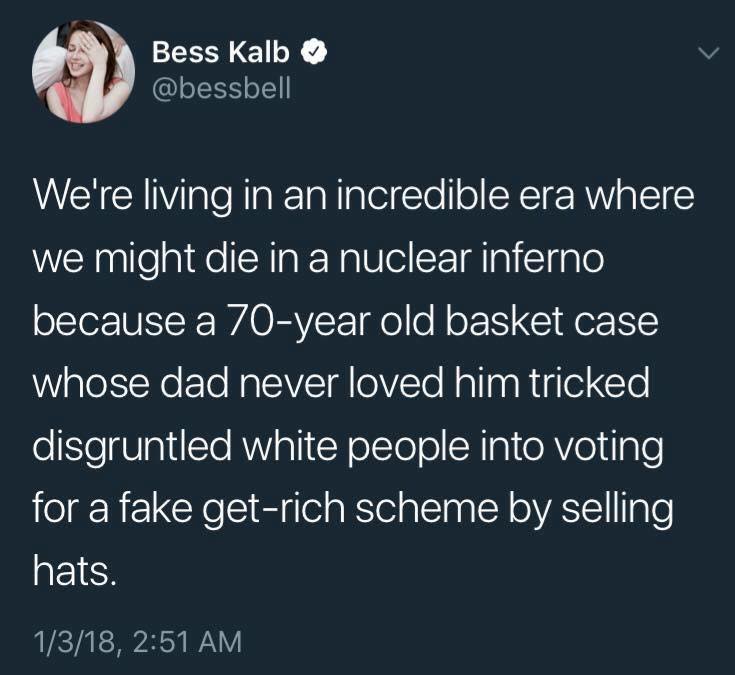 Bess Kalb
@bessbell
We're living in an incredible era where
we might die in a nuclear inferno
because a 70-year old basket case
whose dad never loved him tricked
disgruntled white people into voting
for a fake get-rich scheme by selling
hats.
1/3/18, 2:51 AM